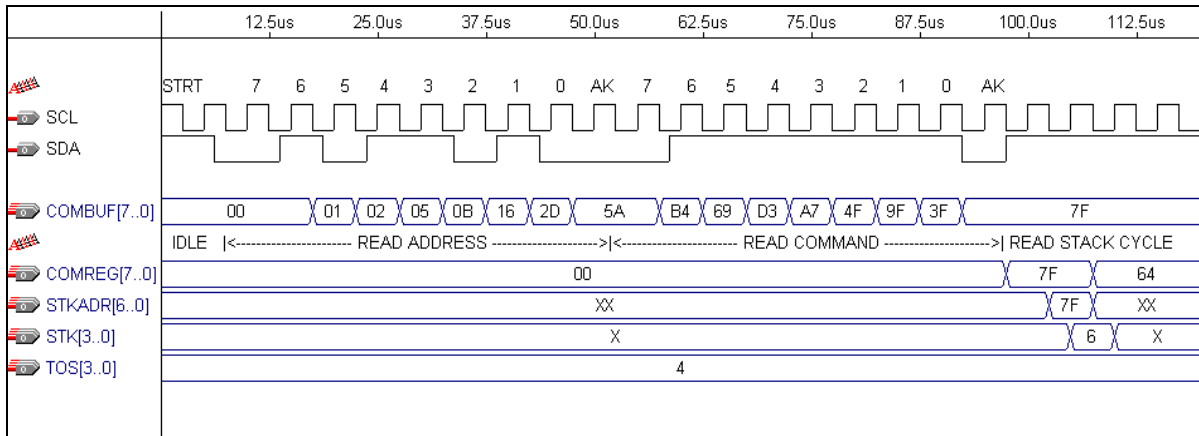 12.5us 25.0us 37.5us 50.0us 62.5us 75.0us 87.5us 100.0us 112.5us
STRT 7 6 5 4 3 2 1 0 AK 7 6 5 4 3 2 1 0 AK
SCL
SDA
COMBUF[7..0] 00 01 02 05 0B 16 2D 5A B4 69 D3 A7 4F 9F 3F 7F
IDLE |<----------------- READ ADDRESS ----------------->|<----------------- READ COMMAND ----------------->| READ STACK CYCLE
COMREG[7..0] 00 7F 64
STKADR[6..0] XX 7F XX
STK[3..0] X 6 X
TOS[3..0] 4